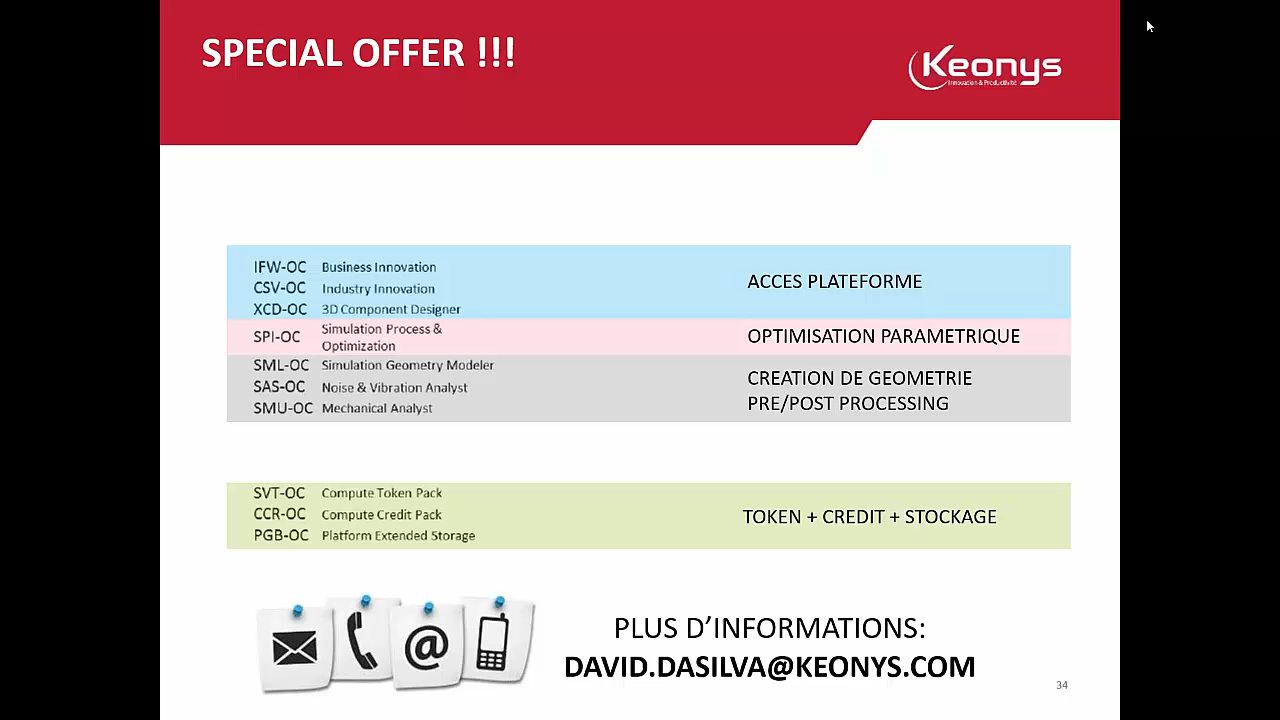 SPECIAL OFFER !!!
Keonys
Innovation & Productivité
IFW-OC Business Innovation
CSV-OC Industry Innovation
XCD-OC 3D Component Designer
ACCES PLATEFORME
SPI-OC Simulation Process &
Optimization
OPTIMISATION PARAMETRIQUE
SML-OC Simulation Geometry Modeler
SAS-OC Noise & Vibration Analyst
SMU-OC Mechanical Analyst
CREATION DE GEOMETRIE
PRE/POST PROCESSING
SVT-OC Compute Token Pack
CCR-OC Compute Credit Pack
PGB-OC Platform Extended Storage
TOKEN + CREDIT + STOCKAGE
@
PLUS D’INFORMATIONS:
DAVID.DASILVA@KEONYS.COM
34